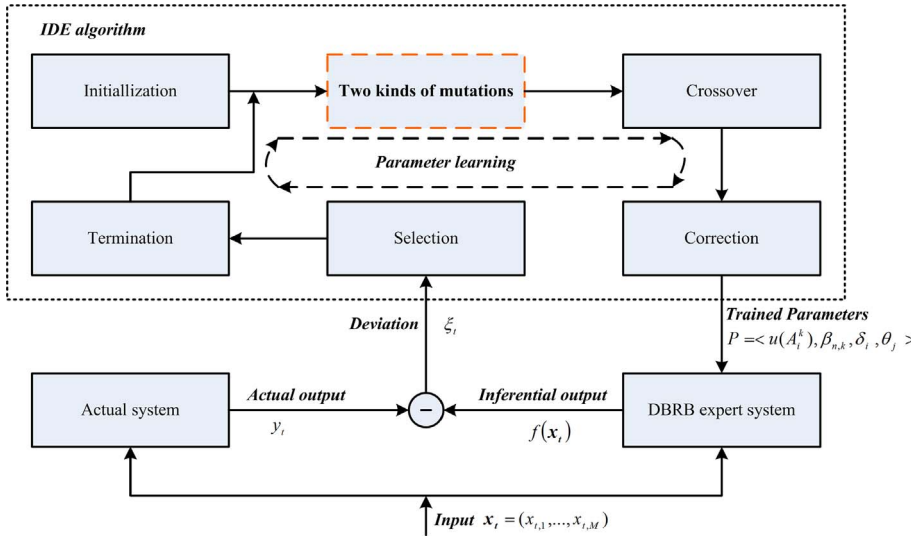 IDE algorithm
Initiallization
Two kinds of mutations
Crossover
Parameter learning
Termination
Selection
Correction
Trained Parameters
P =< u(A_i^k), β_{n,k}, δ_i, θ_j >
Deviation ξ_t
Actual system
Actual output
y_t
−
Inferential output
f(x_t)
DBRB expert system
Input x_t = (x_{t,1},...,x_{t,M})